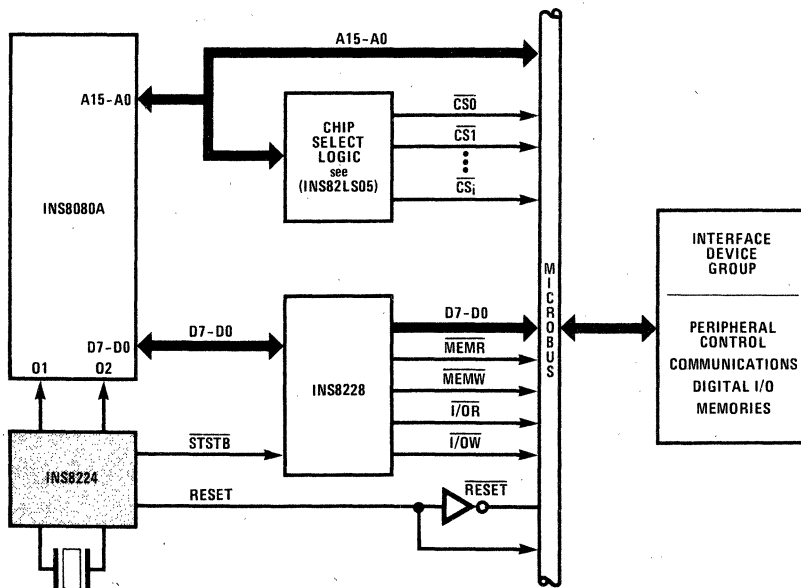 A15-A0
A15-A0
INS8080A
CHIP
SELECT
LOGIC
see
(INS82LS05)
CS0
CS1
CSi
D7-D0
D7-D0
D7-D0
O1 O2
INS8228
MEMR
MEMW
I/OR
I/OW
STSTB
INS8224
RESET
RESET
MICROBUS
INTERFACE
DEVICE
GROUP
PERIPHERAL
CONTROL
COMMUNICATIONS
DIGITAL I/O
MEMORIES